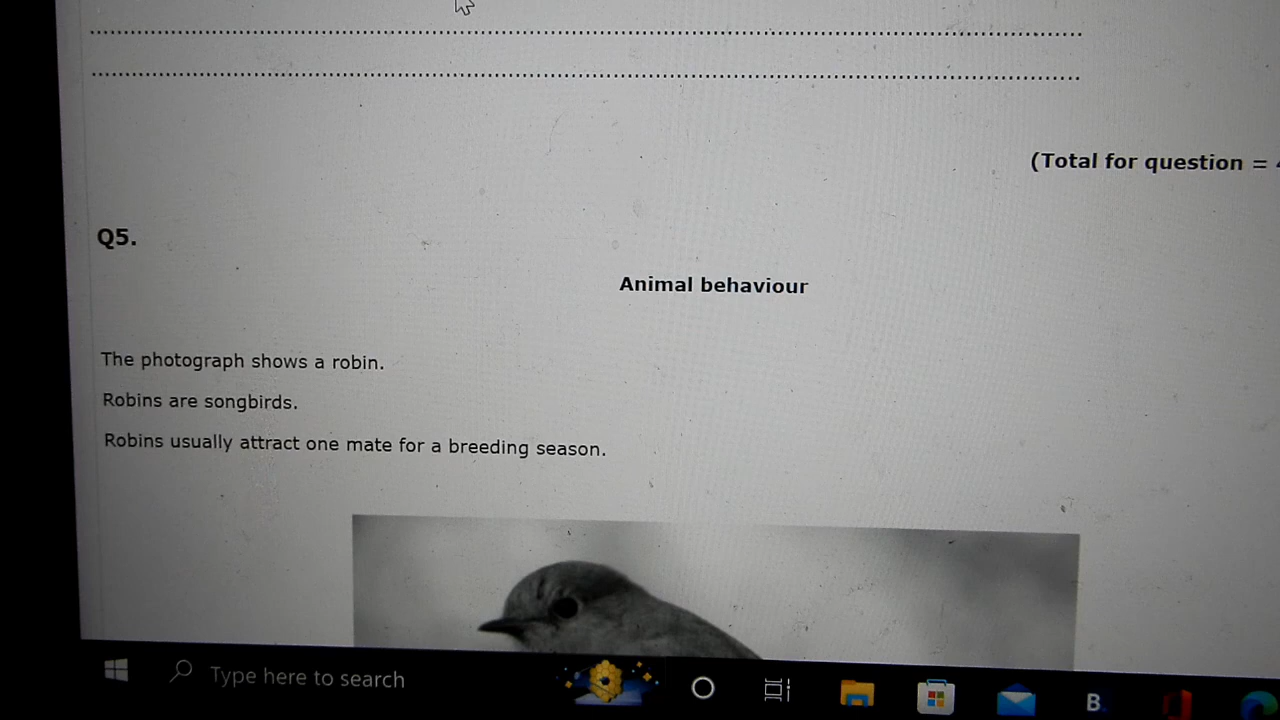 (Total for question =
Q5.
Animal behaviour
The photograph shows a robin.
Robins are songbirds.
Robins usually attract one mate for a breeding season.
Type here to search
B